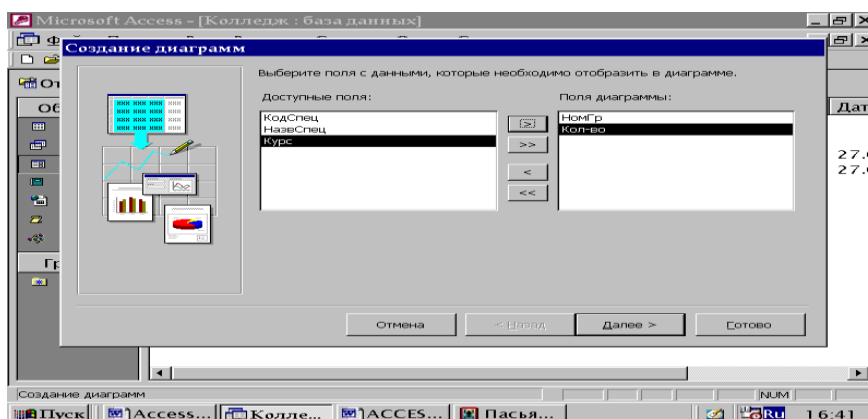 Microsoft Access - [Колледж : база данных]
Создание диаграмм
Выберите поля с данными, которые необходимо отобразить в диаграмме.
Доступные поля:
Поля диаграммы:
КодСпец
НазвСпец
Курс
>
>>
<
<<
НомГр
Кол-во
Об
Дат
27.
27.
Гр
Отмена
< Назад
Далее >
Готово
Создание диаграмм
NUM
Пуск
Access...
Колле...
ACCES...
Пасья...
Ru
16:41